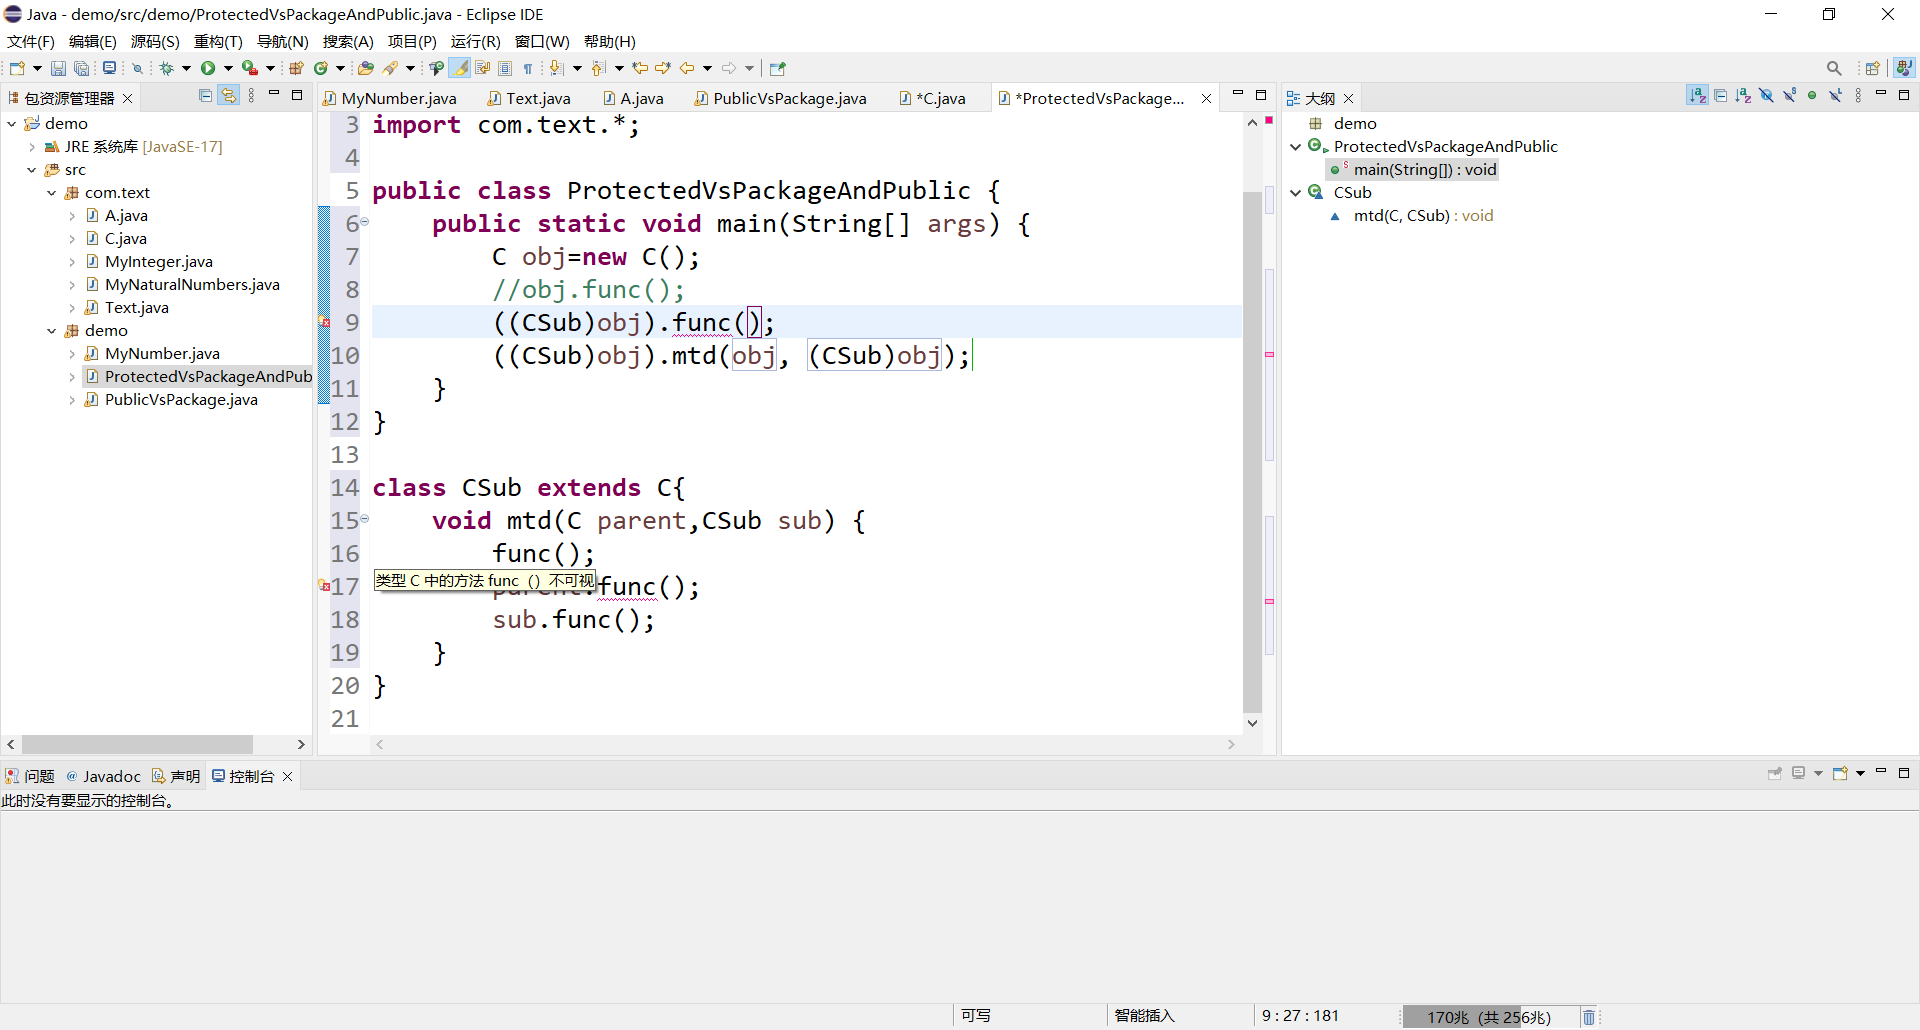 Java - demo/src/demo/ProtectedVsPackageAndPublic.java - Eclipse IDE
文件(F) 编辑(E) 源码(S) 重构(T) 导航(N) 搜索(A) 项目(P) 运行(R) 窗口(W) 帮助(H)
包资源管理器
demo
JRE 系统库 [JavaSE-17]
src
com.text
A.java
C.java
MyInteger.java
MyNaturalNumbers.java
Text.java
demo
MyNumber.java
ProtectedVsPackageAndPub
PublicVsPackage.java
MyNumber.java Text.java A.java PublicVsPackage.java *C.java *ProtectedVsPackage...
3 import com.text.*;
4
5 public class ProtectedVsPackageAndPublic {
6 public static void main(String[] args) {
7 C obj=new C();
8 //obj.func();
9 ((CSub)obj).func();
10 ((CSub)obj).mtd(obj, (CSub)obj);
11 }
12 }
13
14 class CSub extends C{
15 void mtd(C parent,CSub sub) {
16 func();
类型 C 中的方法 func（）不可视
17 parent.func();
18 sub.func();
19 }
20 }
21
大纲
demo
ProtectedVsPackageAndPublic
main(String[]) : void
CSub
mtd(C, CSub) : void
问题 @ Javadoc 声明 控制台
此时没有要显示的控制台。
可写 智能插入 9 : 27 : 181 170兆（共 256兆）